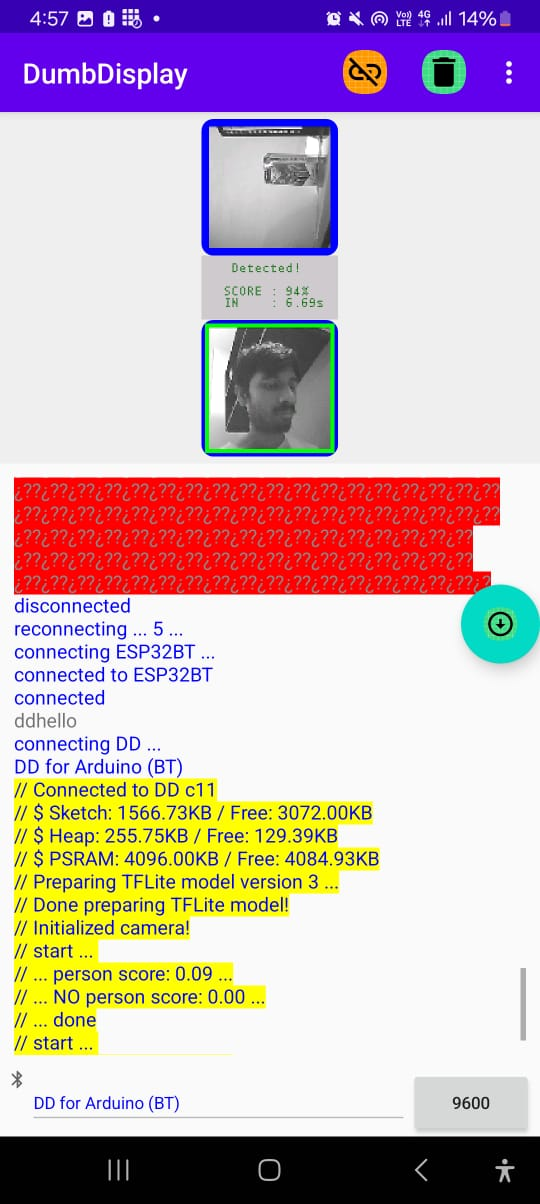 4:57
Vo)) LTE 4G 14%
DumbDisplay
Detected!
SCORE : 94%
IN : 6.69s
¿??¿??¿??¿??¿??¿??¿??¿??¿??¿??¿??¿??¿??¿??¿??¿??¿??¿??
¿??¿??¿??¿??¿??¿??¿??¿??¿??¿??¿??¿??¿??¿??¿??¿??¿??¿??
¿??¿??¿??¿??¿??¿??¿??¿??¿??¿??¿??¿??¿??¿??¿??¿??¿??
¿??¿??¿??¿??¿??¿??¿??¿??¿??¿??¿??¿??¿??¿??¿??¿??¿??
¿??¿??¿??¿??¿??¿??¿??¿??¿??¿??¿??¿??¿??¿??¿??¿??¿??¿
disconnected
reconnecting ... 5 ...
connecting ESP32BT ...
connected to ESP32BT
connected
ddhello
connecting DD ...
DD for Arduino (BT)
// Connected to DD c11
// $ Sketch: 1566.73KB / Free: 3072.00KB
// $ Heap: 255.75KB / Free: 129.39KB
// $ PSRAM: 4096.00KB / Free: 4084.93KB
// Preparing TFLite model version 3 ...
// Done preparing TFLite model!
// Initialized camera!
// start ...
// ... person score: 0.09 ...
// ... NO person score: 0.00 ...
// ... done
// start ...
DD for Arduino (BT)
9600